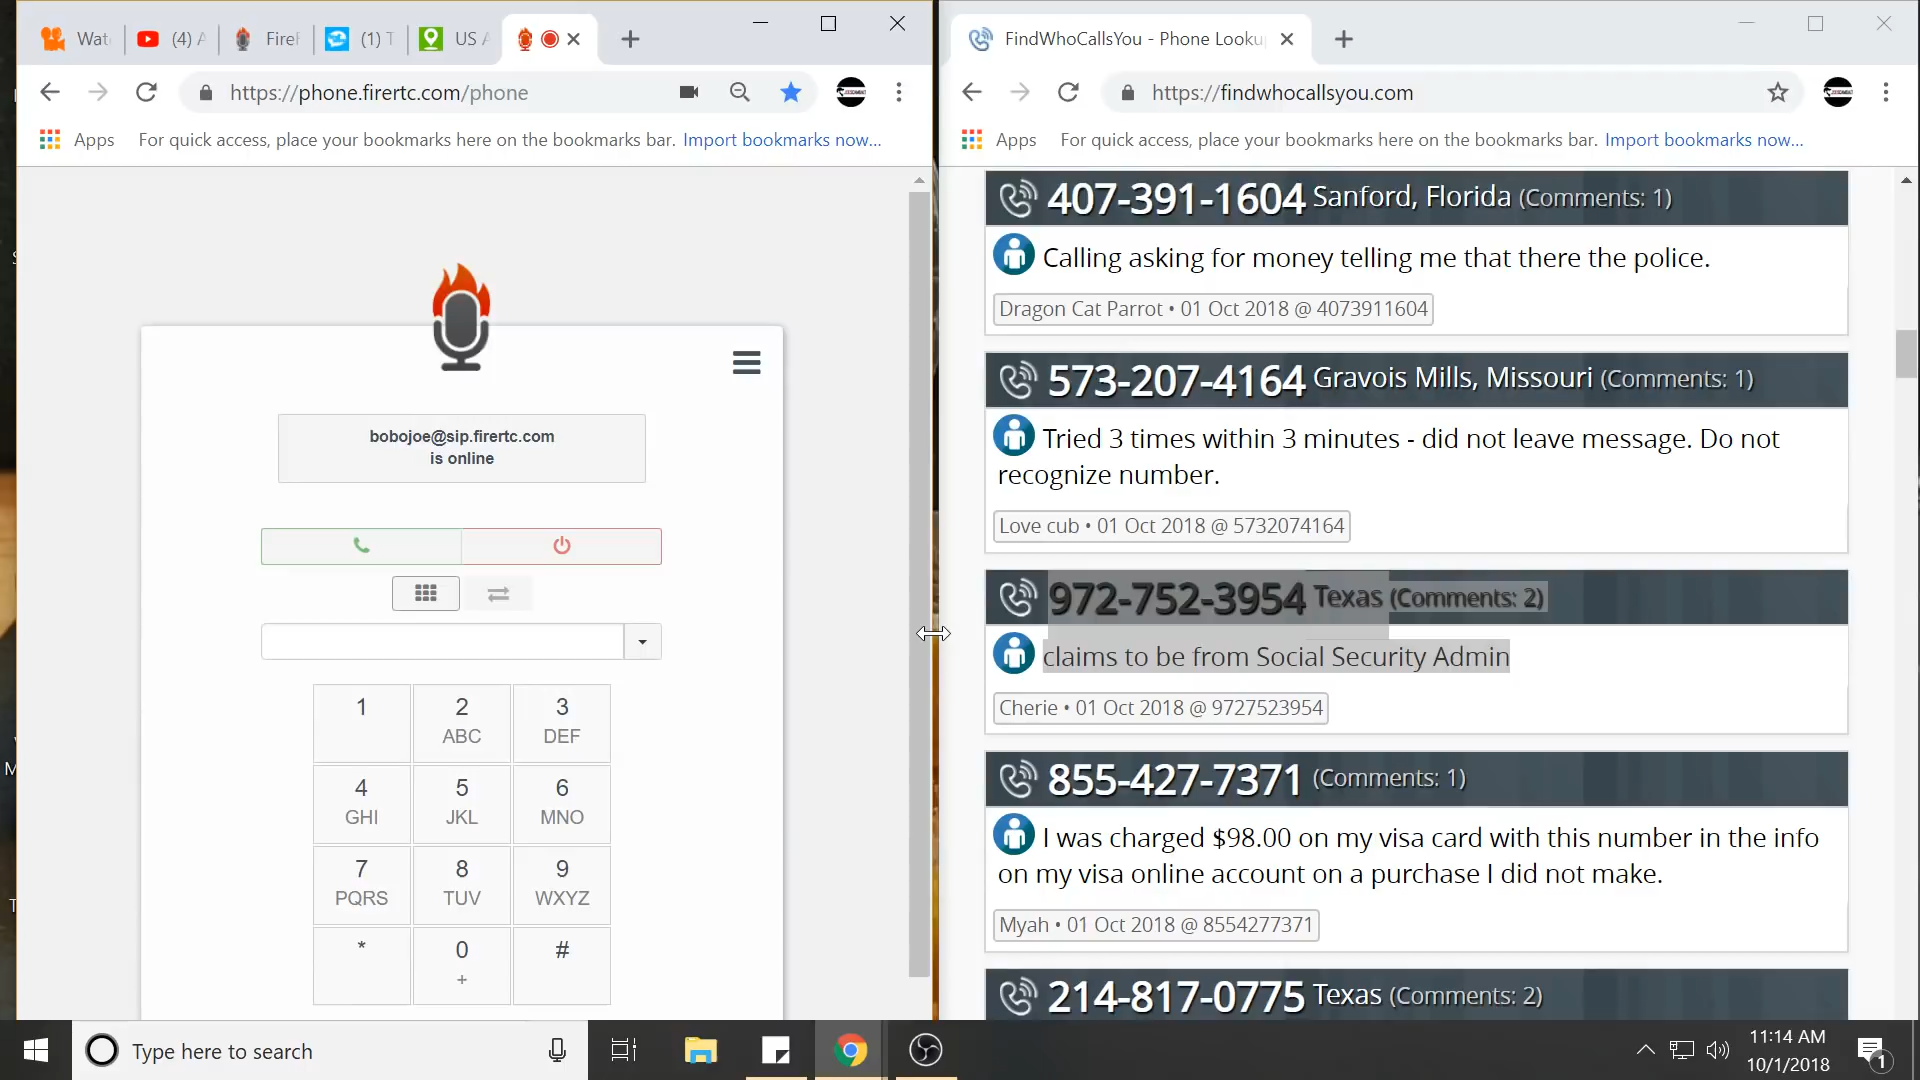 Wat
(4) A
FireF
(1) T
US A
https://phone.firertc.com/phone
Apps
For quick access, place your bookmarks here on the bookmarks bar. Import bookmarks now...
bobojoe@sip.firertc.com
is online
1
2
ABC
3
DEF
4
GHI
5
JKL
6
MNO
7
PQRS
8
TUV
9
WXYZ
*
0
+
#
FindWhoCallsYou - Phone Looku
https://findwhocallsyou.com
Apps
For quick access, place your bookmarks here on the bookmarks bar. Import bookmarks now...
407-391-1604 Sanford, Florida (Comments: 1)
Calling asking for money telling me that there the police.
Dragon Cat Parrot • 01 Oct 2018 @ 4073911604
573-207-4164 Gravois Mills, Missouri (Comments: 1)
Tried 3 times within 3 minutes - did not leave message. Do not
recognize number.
Love cub • 01 Oct 2018 @ 5732074164
972-752-3954 Texas (Comments: 2)
claims to be from Social Security Admin
Cherie • 01 Oct 2018 @ 9727523954
855-427-7371 (Comments: 1)
I was charged $98.00 on my visa card with this number in the info
on my visa online account on a purchase I did not make.
Myah • 01 Oct 2018 @ 8554277371
214-817-0775 Texas (Comments: 2)
Type here to search
11:14 AM
10/1/2018
1